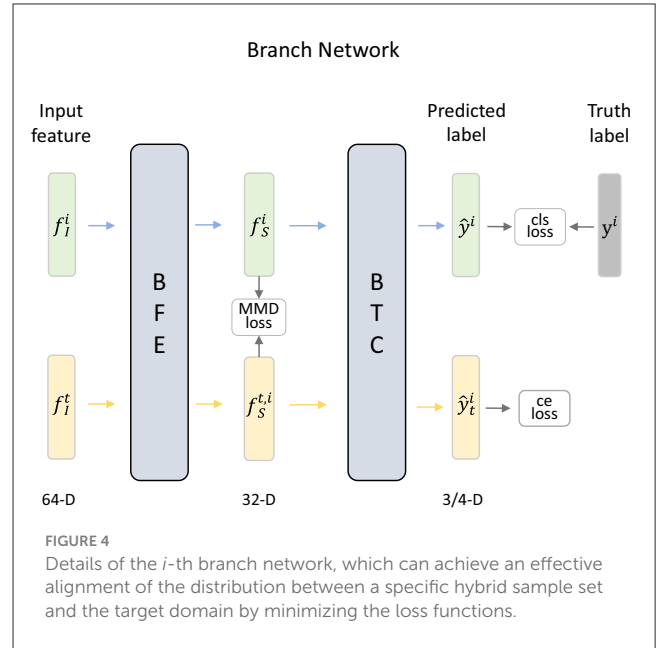 Branch Network
Input feature
Predicted label
Truth label
f_I^i
B F E
f_S^i
B T C
ŷ^i
cls loss
y^i
MMD loss
f_I^t
f_S^{t,i}
ŷ_t^i
ce loss
64-D
32-D
3/4-D
FIGURE 4
Details of the i-th branch network, which can achieve an effective
alignment of the distribution between a specific hybrid sample set
and the target domain by minimizing the loss functions.